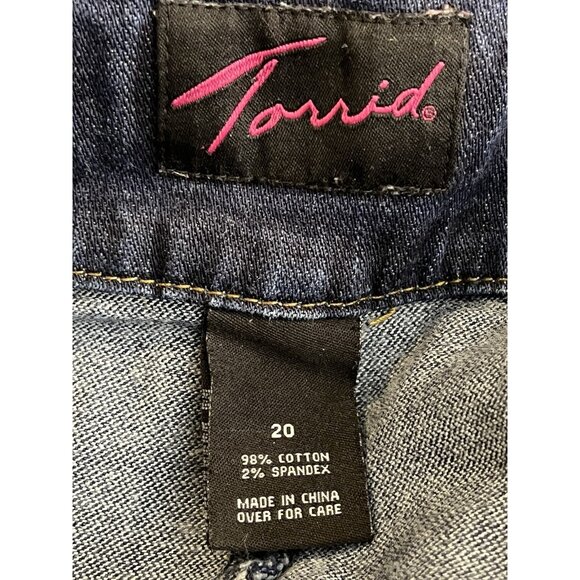 Torrid®
20
98% COTTON
2% SPANDEX
MADE IN CHINA
OVER FOR CARE